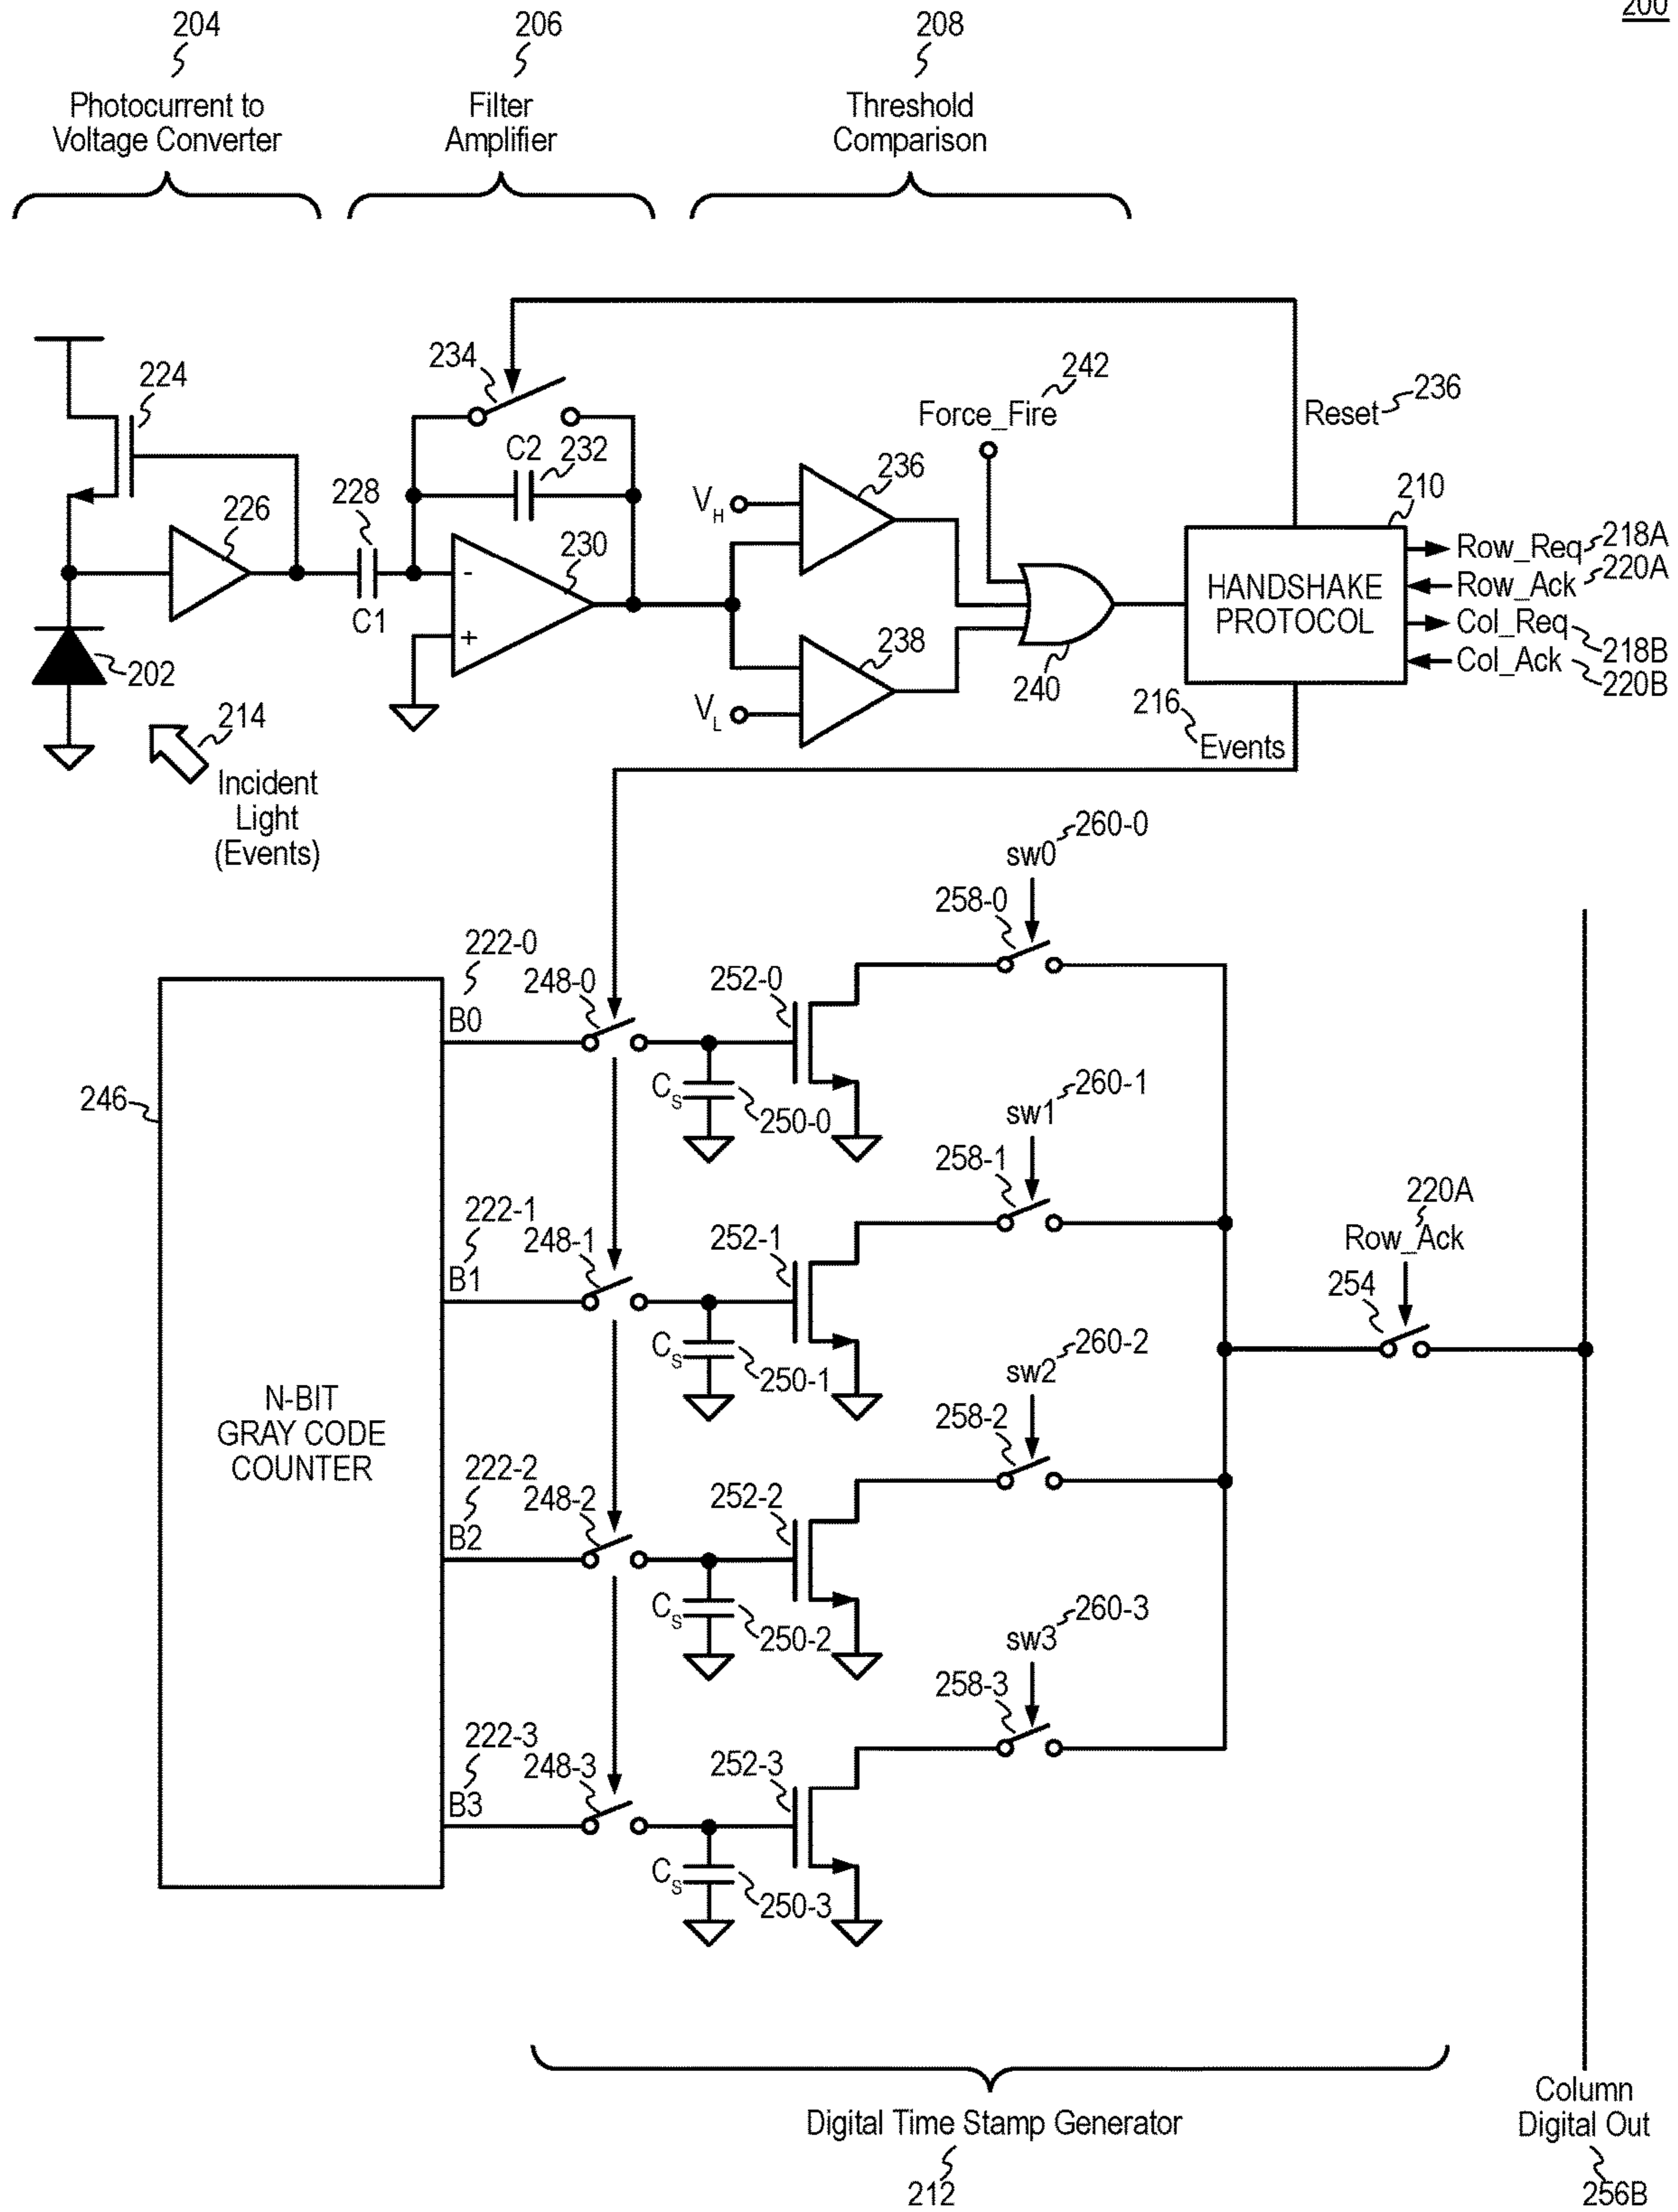 200
204
206
208
Photocurrent to
Voltage Converter
Filter
Amplifier
Threshold
Comparison
224
226
228
C1
202
214
Incident
Light
(Events)
234
C2
232
230
-
+
VH
VL
236
238
Force_Fire
242
240
Reset
236
210
HANDSHAKE
PROTOCOL
Row_Req
218A
Row_Ack
220A
Col_Req
218B
Col_Ack
220B
216
Events
246
N-BIT
GRAY CODE
COUNTER
222-0
B0
248-0
CS
250-0
252-0
258-0
sw0
260-0
222-1
B1
248-1
CS
250-1
252-1
258-1
sw1
260-1
222-2
B2
248-2
CS
250-2
252-2
258-2
sw2
260-2
222-3
B3
248-3
CS
250-3
252-3
258-3
sw3
260-3
220A
Row_Ack
254
Digital Time Stamp Generator
212
Column
Digital Out
256B